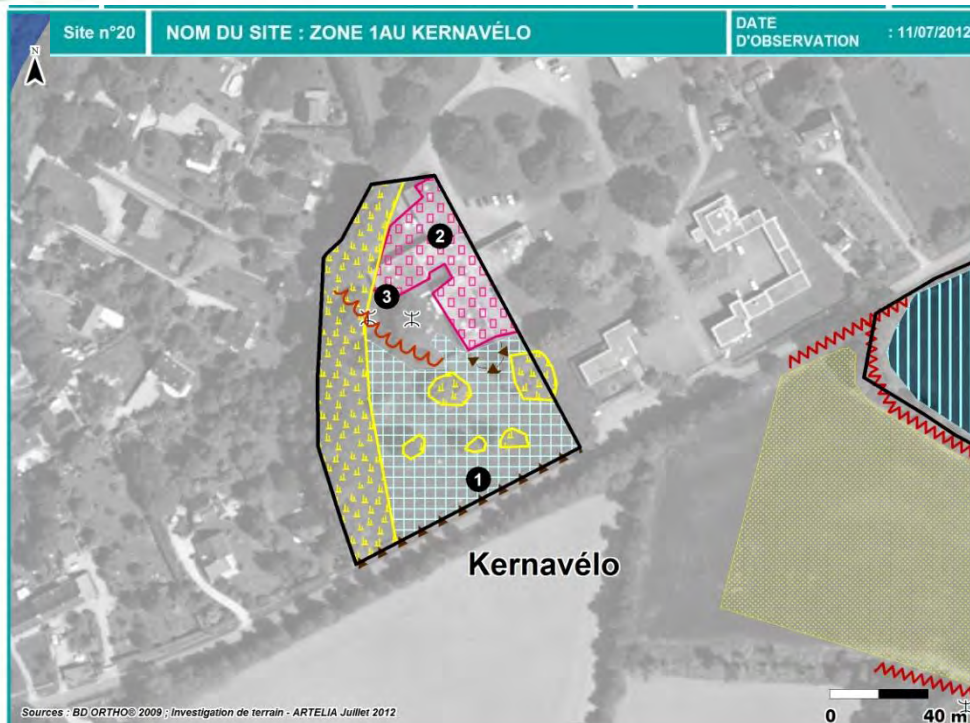 Site n°20
NOM DU SITE : ZONE 1AU KERNAVÉLO
DATE
D'OBSERVATION : 11/07/2012
N
2
3
1
Kernavélo
Sources : BD ORTHO® 2009 ; Investigation de terrain - ARTELIA Juillet 2012
0 40 m